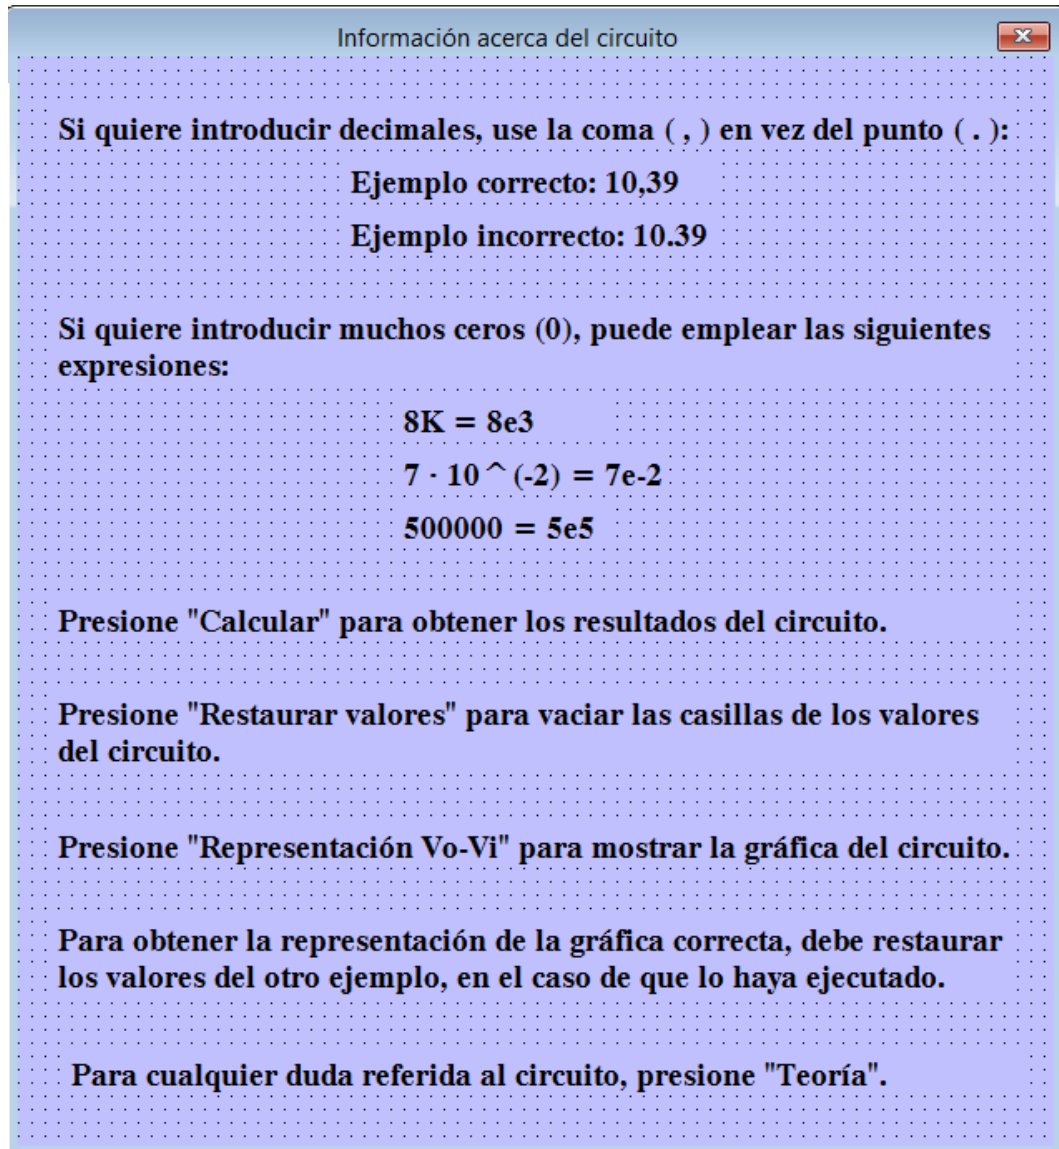 Información acerca del circuito
Si quiere introducir decimales, use la coma ( , ) en vez del punto ( . ):
Ejemplo correcto: 10,39
Ejemplo incorrecto: 10.39
Si quiere introducir muchos ceros (0), puede emplear las siguientes
expresiones:
8K = 8e3
7 · 10^(-2) = 7e-2
500000 = 5e5
Presione "Calcular" para obtener los resultados del circuito.
Presione "Restaurar valores" para vaciar las casillas de los valores
del circuito.
Presione "Representación Vo-Vi" para mostrar la gráfica del circuito.
Para obtener la representación de la gráfica correcta, debe restaurar
los valores del otro ejemplo, en el caso de que lo haya ejecutado.
Para cualquier duda referida al circuito, presione "Teoría".